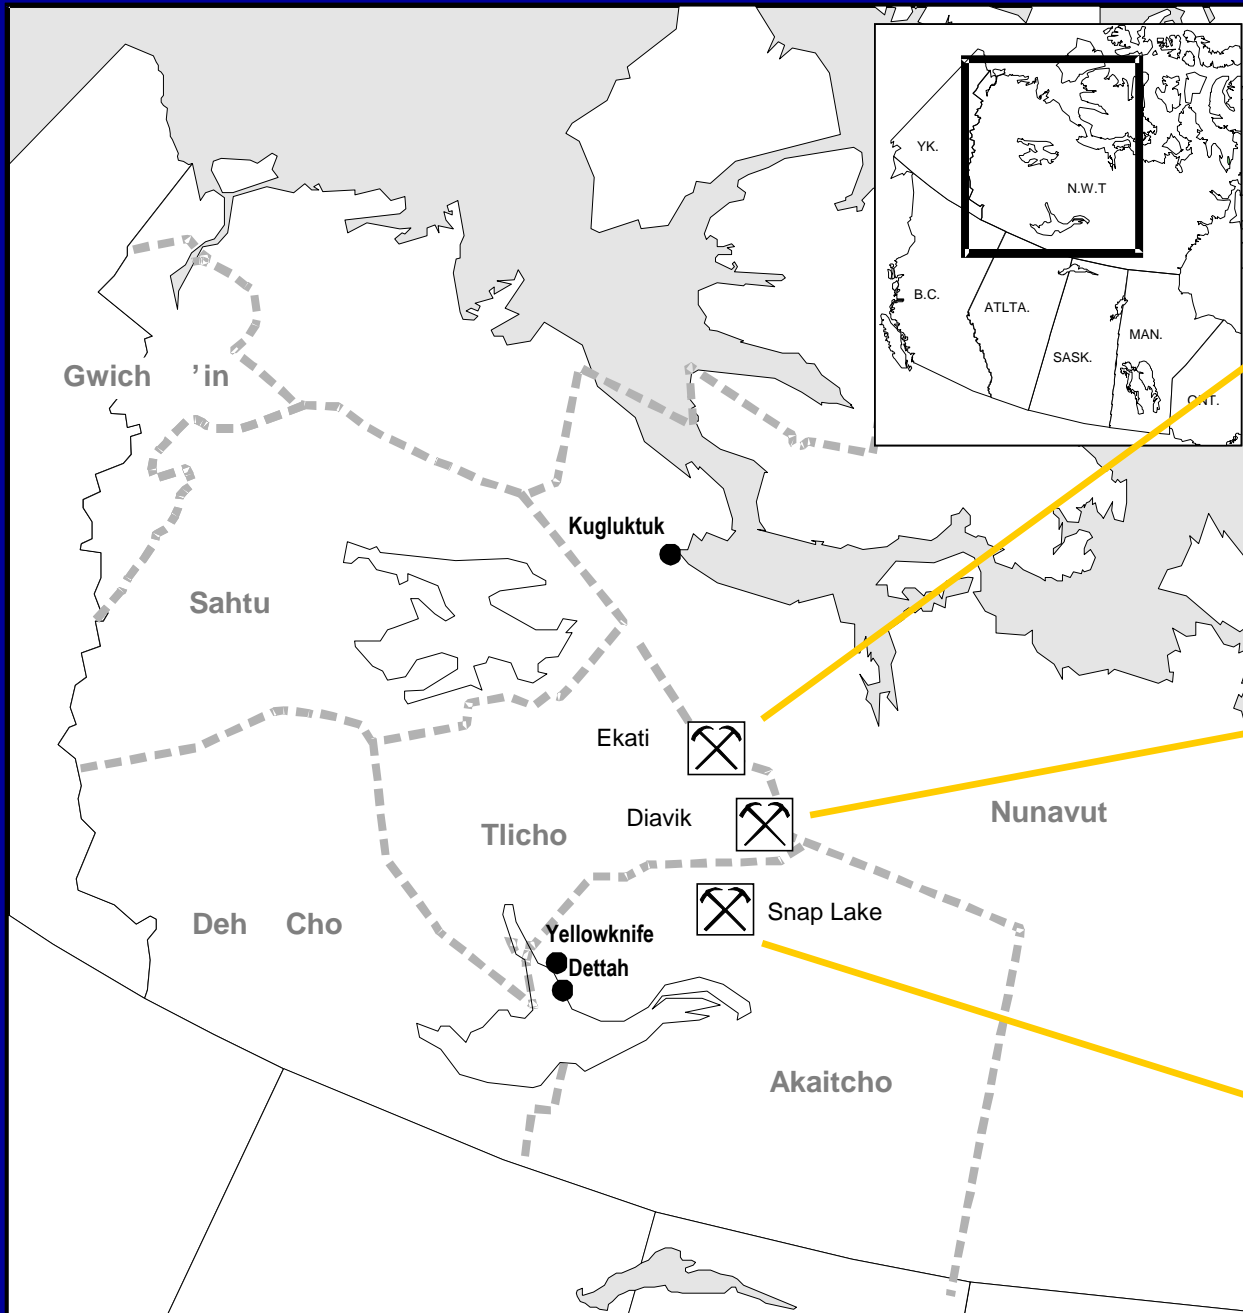 YK.
N.W.T
B.C.
ATLTA.
SASK.
MAN.
ONT.
Gwich ’in
Kugluktuk
Sahtu
Ekati
Diavik
Nunavut
Tlicho
Snap Lake
Deh Cho
Yellowknife
Dettah
Akaitcho